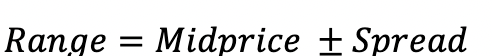 Range = Midprice ± Spread